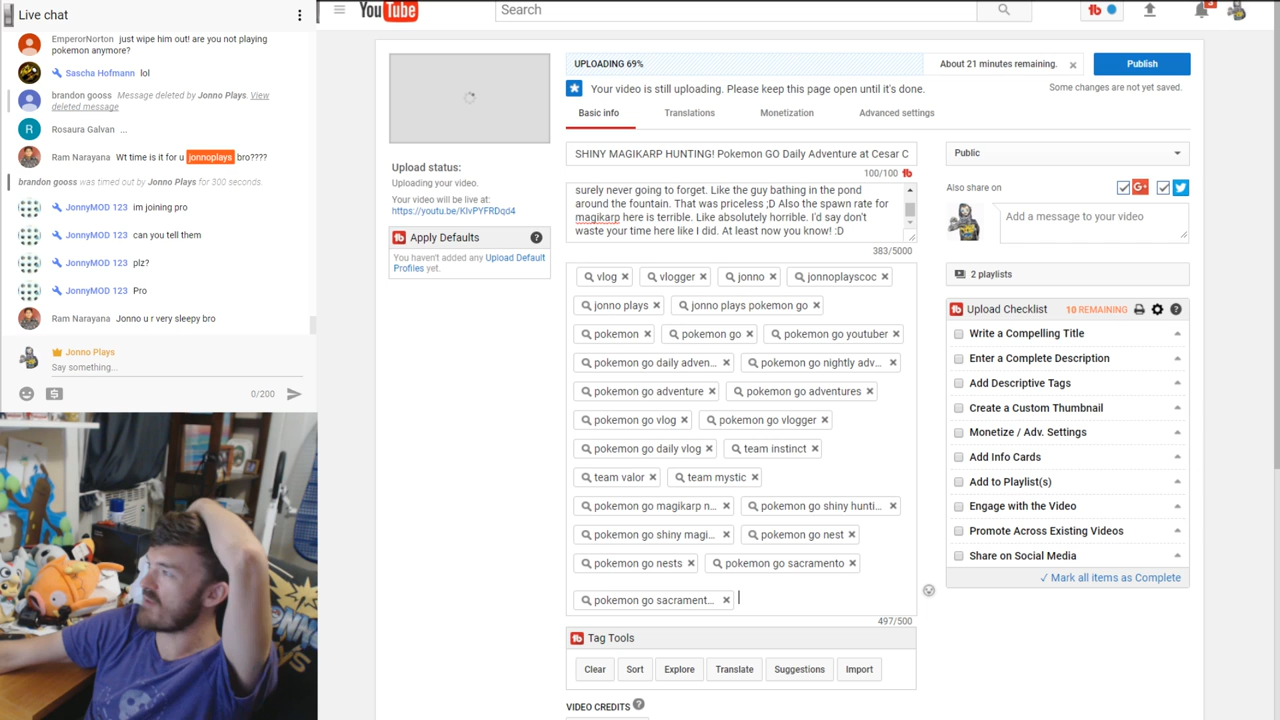 Live chat
EmperorNorton just wipe him out! are you not playing
pokemon anymore?
Sascha Hofmann lol
brandon gooss Message deleted by Jonno Plays. View
deleted message
R
Rosaura Galvan ...
Ram Narayana Wt time is it for u jonnoplays bro????
brandon gooss was timed out by Jonno Plays for 300 seconds.
JonnyMOD 123 im joining pro
JonnyMOD 123 can you tell them
JonnyMOD 123 plz?
JonnyMOD 123 Pro
Ram Narayana Jonno u r very sleepy bro
Jonno Plays
Say something...
0/200
YouTube
Search
tb
UPLOADING 69%
About 21 minutes remaining.
Publish
Your video is still uploading. Please keep this page open until it's done.
Some changes are not yet saved.
Basic info Translations Monetization Advanced settings
Upload status:
Uploading your video.
Your video will be live at:
https://youtu.be/KlvPYFRDqd4
tb Apply Defaults ?
You haven't added any Upload Default
Profiles yet.
SHINY MAGIKARP HUNTING! Pokemon GO Daily Adventure at Cesar C
100/100 tb
surely never going to forget. Like the guy bathing in the pond
around the fountain. That was priceless ;D Also the spawn rate for
magikarp here is terrible. Like absolutely horrible. I'd say don't
waste your time here like I did. At least now you know! :D
383/5000
vlog vlogger jonno jonnoplayscoc
jonno plays jonno plays pokemon go
pokemon pokemon go pokemon go youtuber
pokemon go daily adven... pokemon go nightly adv...
pokemon go adventure pokemon go adventures
pokemon go vlog pokemon go vlogger
pokemon go daily vlog team instinct
team valor team mystic
pokemon go magikarp n... pokemon go shiny hunti...
pokemon go shiny magi... pokemon go nest
pokemon go nests pokemon go sacramento
pokemon go sacrament...
497/500
tb Tag Tools
Clear Sort Explore Translate Suggestions Import
VIDEO CREDITS ?
Public
Also share on
G+
Add a message to your video
2 playlists
tb Upload Checklist 10 REMAINING ?
Write a Compelling Title
Enter a Complete Description
Add Descriptive Tags
Create a Custom Thumbnail
Monetize / Adv. Settings
Add Info Cards
Add to Playlist(s)
Engage with the Video
Promote Across Existing Videos
Share on Social Media
✓ Mark all items as Complete